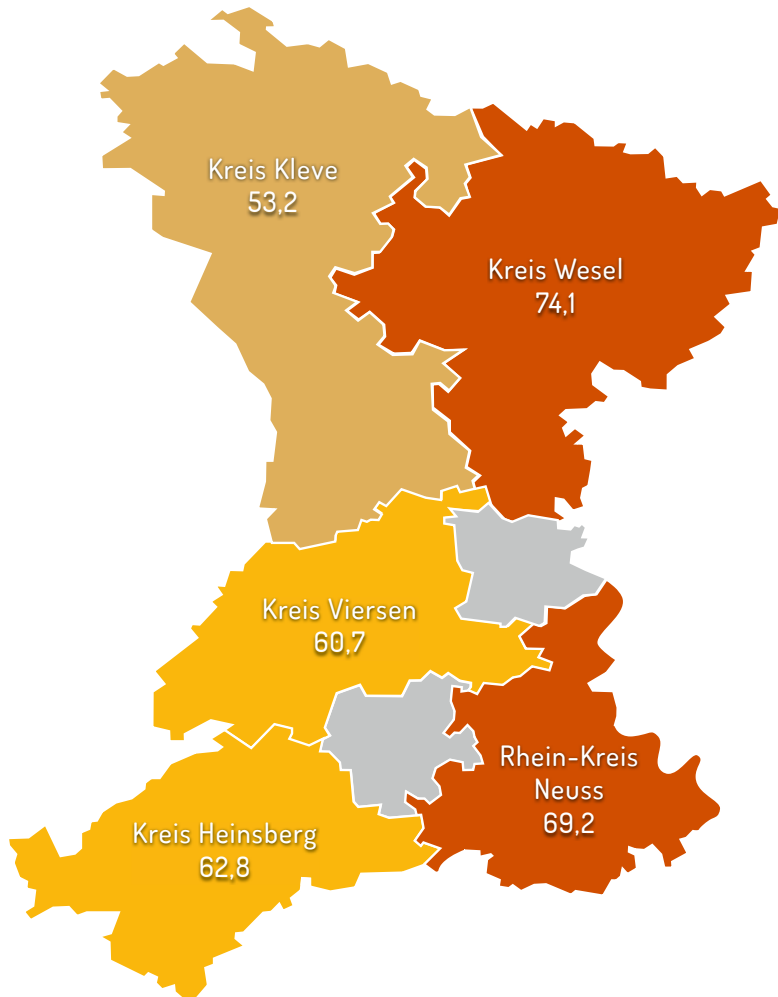 Kreis Kleve
53,2
Kreis Wesel
74,1
Kreis Viersen
60,7
Rhein-Kreis
Neuss
69,2
Kreis Heinsberg
62,8